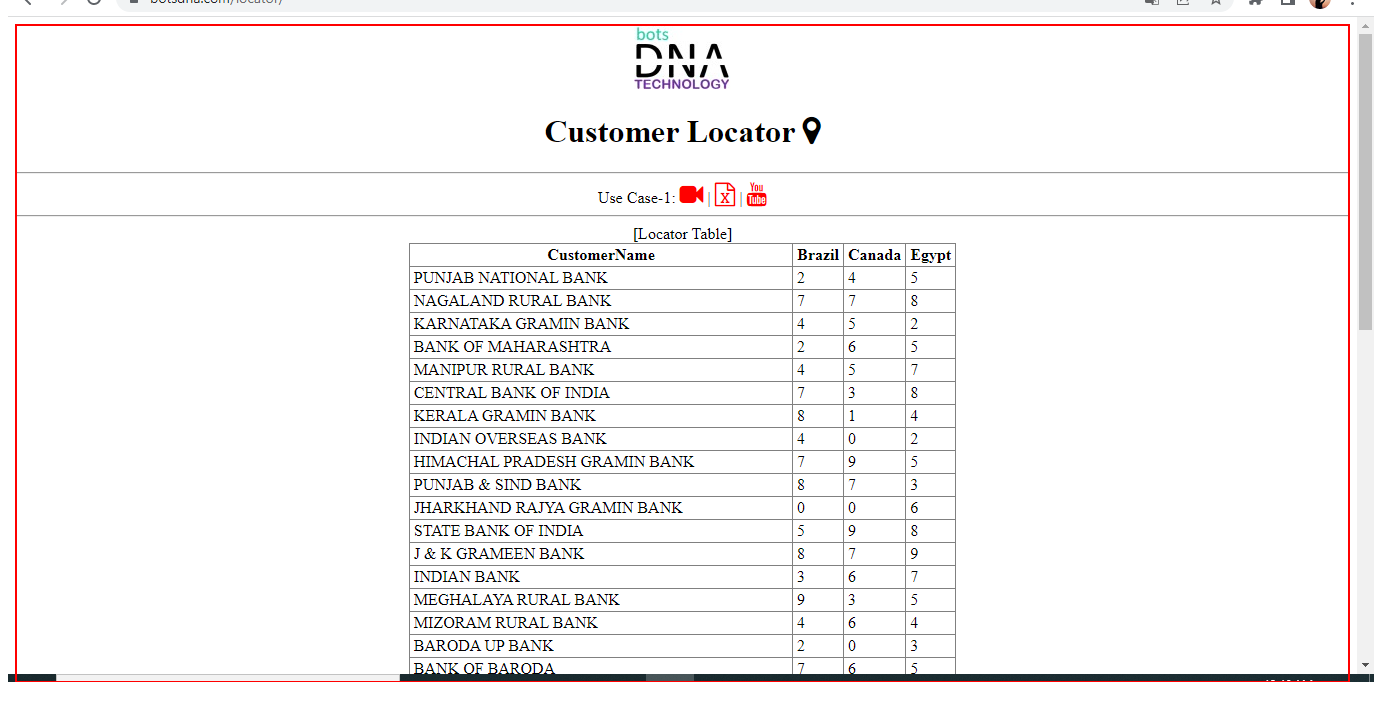 botsdna.com/locator/
bots
DNA
TECHNOLOGY
Customer Locator
Use Case-1: | X | You Tube
[Locator Table]
CustomerName Brazil Canada Egypt
PUNJAB NATIONAL BANK 2 4 5
NAGALAND RURAL BANK 7 7 8
KARNATAKA GRAMIN BANK 4 5 2
BANK OF MAHARASHTRA 2 6 5
MANIPUR RURAL BANK 4 5 7
CENTRAL BANK OF INDIA 7 3 8
KERALA GRAMIN BANK 8 1 4
INDIAN OVERSEAS BANK 4 0 2
HIMACHAL PRADESH GRAMIN BANK 7 9 5
PUNJAB & SIND BANK 8 7 3
JHARKHAND RAJYA GRAMIN BANK 0 0 6
STATE BANK OF INDIA 5 9 8
J & K GRAMEEN BANK 8 7 9
INDIAN BANK 3 6 7
MEGHALAYA RURAL BANK 9 3 5
MIZORAM RURAL BANK 4 6 4
BARODA UP BANK 2 0 3
BANK OF BARODA 7 6 5